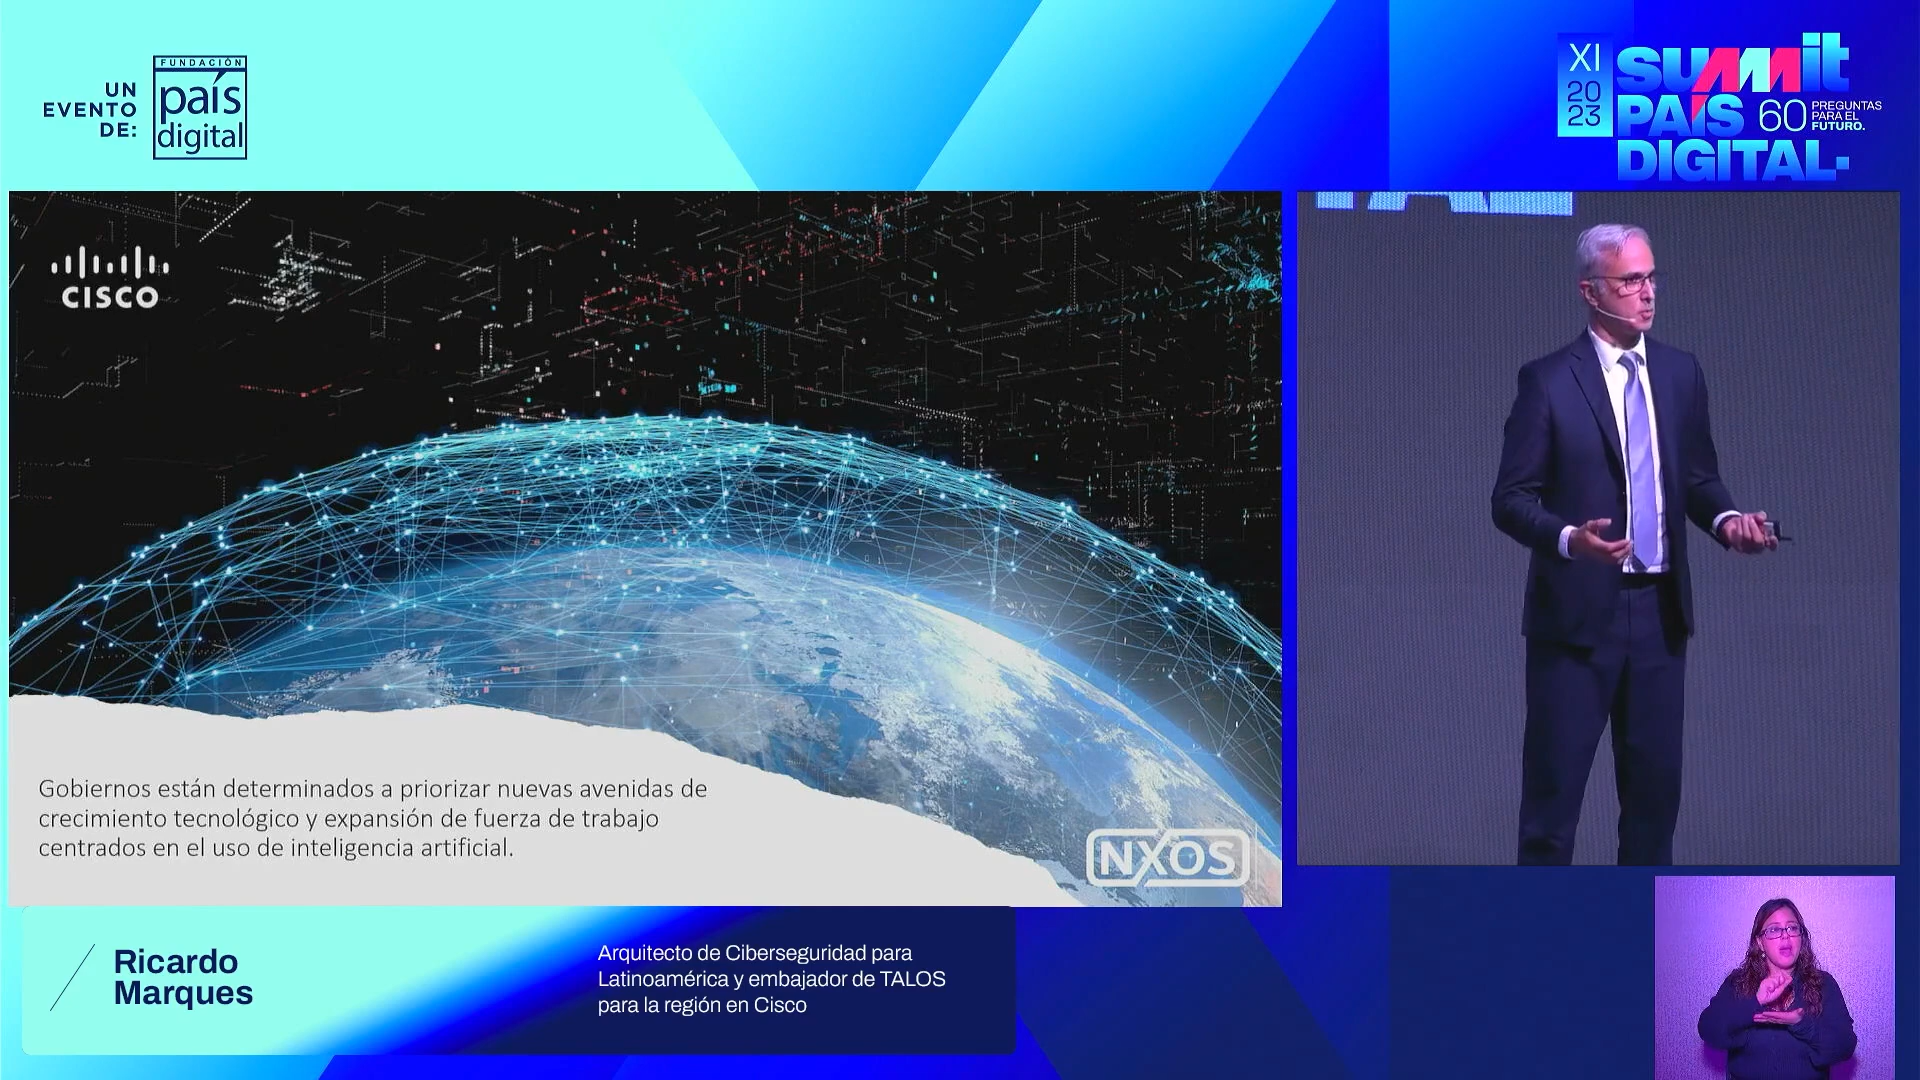 UN
EVENTO
DE:
FUNDACIÓN
país
digital
XI
20
23
SUMMIT
PAÍS
DIGITAL
60
PREGUNTAS
PARA EL
FUTURO.
CISCO
Gobiernos están determinados a priorizar nuevas avenidas de
crecimiento tecnológico y expansión de fuerza de trabajo
centrados en el uso de inteligencia artificial.
NXOS
Ricardo
Marques
Arquitecto de Ciberseguridad para
Latinoamérica y embajador de TALOS
para la región en Cisco